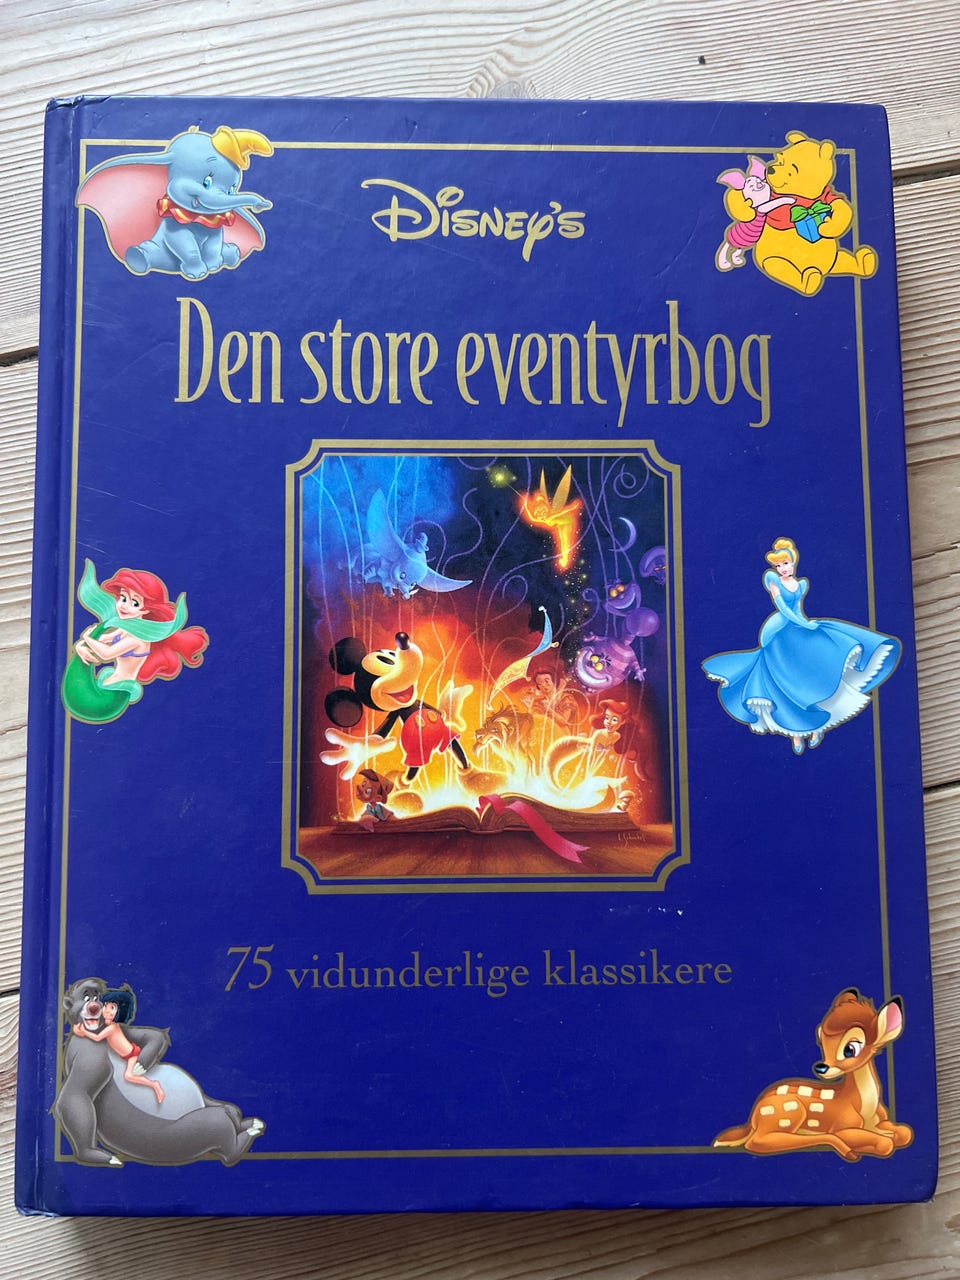 Disney's
Den store eventyrbog
75 vidunderlige klassikere